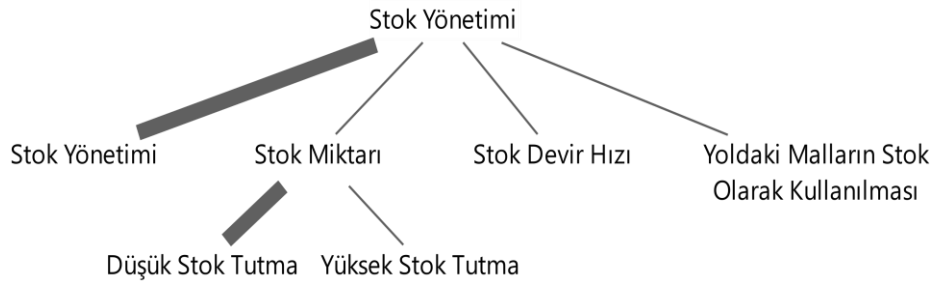 Stok Yönetimi
Stok Yönetimi
Stok Miktarı
Stok Devir Hızı
Yoldaki Malların Stok
Olarak Kullanılması
Düşük Stok Tutma
Yüksek Stok Tutma